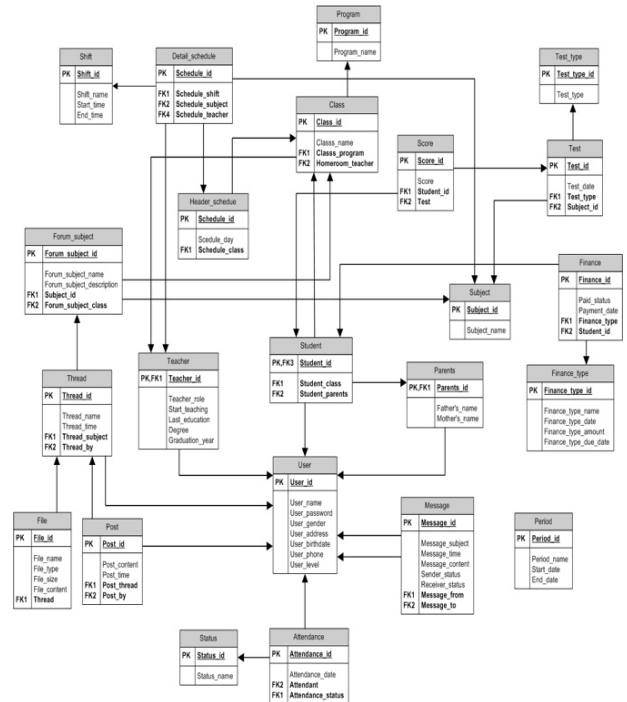 Program
PK Program_id
Program_name
Shift
PK Shift_id
Shift_name
Start_time
End_time
Detail_schedule
PK Schedule_id
FK1 Schedule_shift
FK2 Schedule_subject
FK4 Schedule_teacher
Test_type
PK Test_type_id
Test_type
Class
PK Class_id
Classs_name
FK1 Classs_program
FK2 Homeroom_teacher
Score
PK Score_id
Score
FK1 Student_id
FK2 Test
Test
PK Test_id
Test_date
FK1 Test_type
FK2 Subject_id
Header_schedue
PK Schedule_id
Scedule_day
FK1 Schedule_class
Forum_subject
PK Forum_subject_id
Forum_subject_name
Forum_subject_description
FK1 Subject_id
FK2 Forum_subject_class
Finance
PK Finance_id
Paid_status
Payment_date
FK1 Finance_type
FK2 Student_id
Subject
PK Subject_id
Subject_name
Student
PK,FK3 Student_id
FK1 Student_class
FK2 Student_parents
Teacher
PK,FK1 Teacher_id
Teacher_role
Start_teaching
Last_education
Degree
Graduation_year
Parents
PK,FK1 Parents_id
Father's_name
Mother's_name
Finance_type
PK Finance_type_id
Finance_type_name
Finance_type_date
Finance_type_amount
Finance_type_due_date
Thread
PK Thread_id
Thread_name
Thread_time
FK1 Thread_subject
FK2 Thread_by
User
PK User_id
User_name
User_password
User_gender
User_address
User_birthdate
User_phone
User_level
Message
PK Message_id
Message_subject
Message_time
Message_content
Sender_status
Receiver_status
FK1 Message_from
FK2 Message_to
Period
PK Period_id
Period_name
Start_date
End_date
File
PK File_id
File_name
File_type
File_size
File_content
FK1 Thread
Post
PK Post_id
Post_content
Post_time
FK1 Post_thread
FK2 Post_by
Status
PK Status_id
Status_name
Attendance
PK Attendance_id
Attendance_date
FK2 Attendant
FK1 Attendance_status